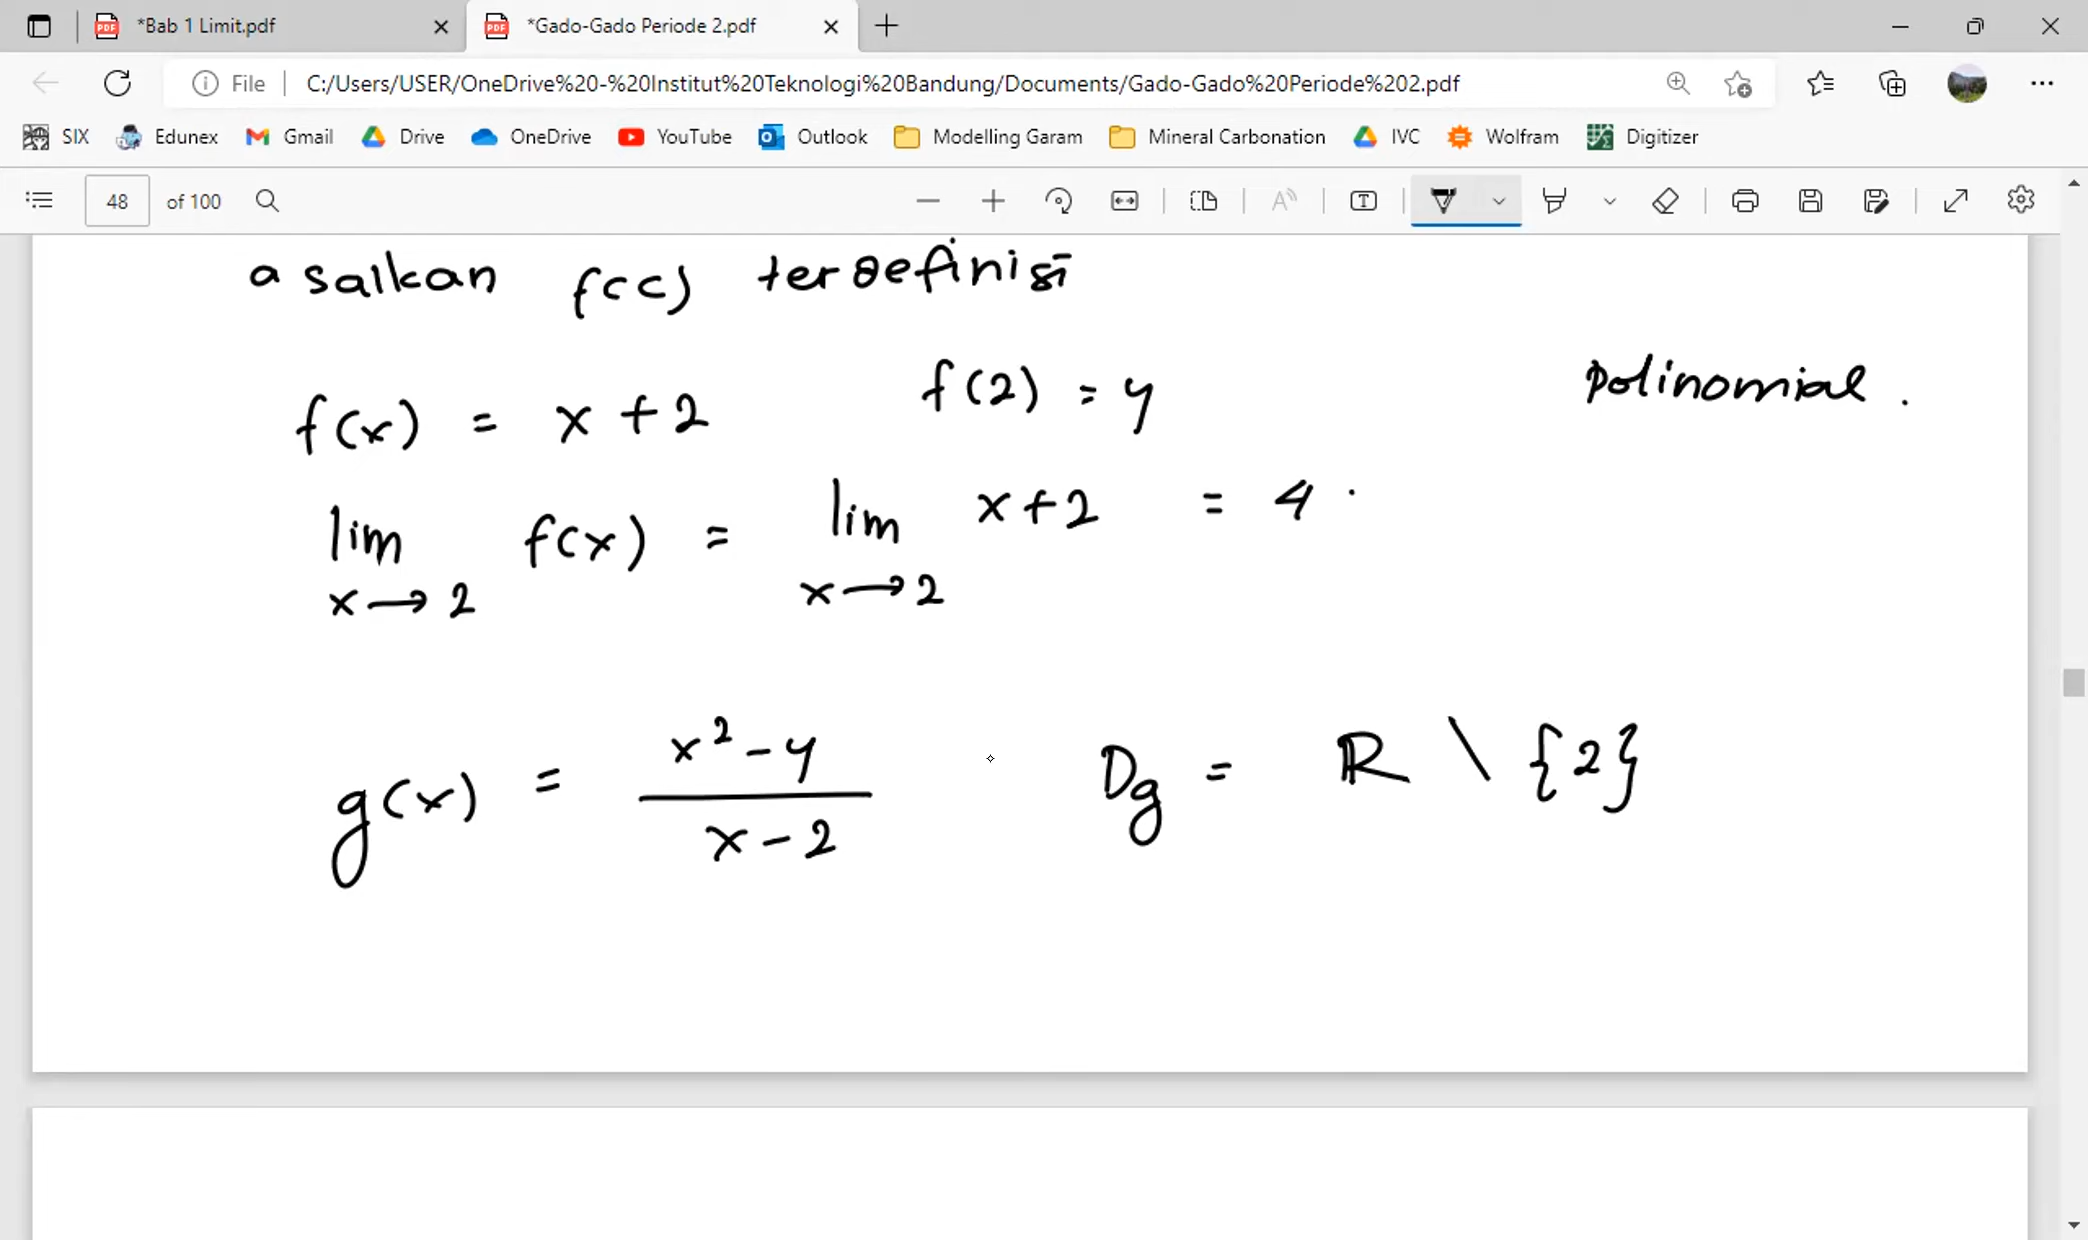 *Bab 1 Limit.pdf
*Gado-Gado Periode 2.pdf
File | C:/Users/USER/OneDrive%20-%20Institut%20Teknologi%20Bandung/Documents/Gado-Gado%20Periode%202.pdf
SIX Edunex Gmail Drive OneDrive YouTube Outlook Modelling Garam Mineral Carbonation IVC Wolfram Digitizer
48 of 100
asalkan f(c) terdefinisi
f(x) = x + 2 f(2) = 4 Polinomial.
lim x→2 f(x) = lim x→2 x+2 = 4.
g(x) = x² - 4 / x - 2 Dg = ℝ \ {2}